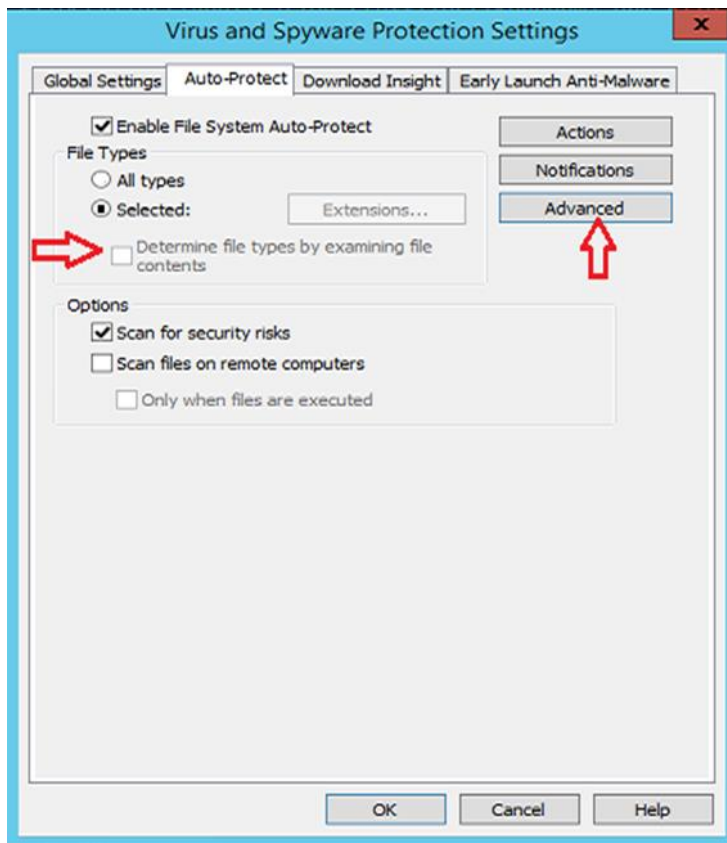 Virus and Spyware Protection Settings
x
Global Settings Auto-Protect Download Insight Early Launch Anti-Malware
Enable File System Auto-Protect
Actions
File Types
Notifications
All types
Selected: Extensions... Advanced
Determine file types by examining file
contents
Options
Scan for security risks
Scan files on remote computers
Only when files are executed
OK Cancel Help